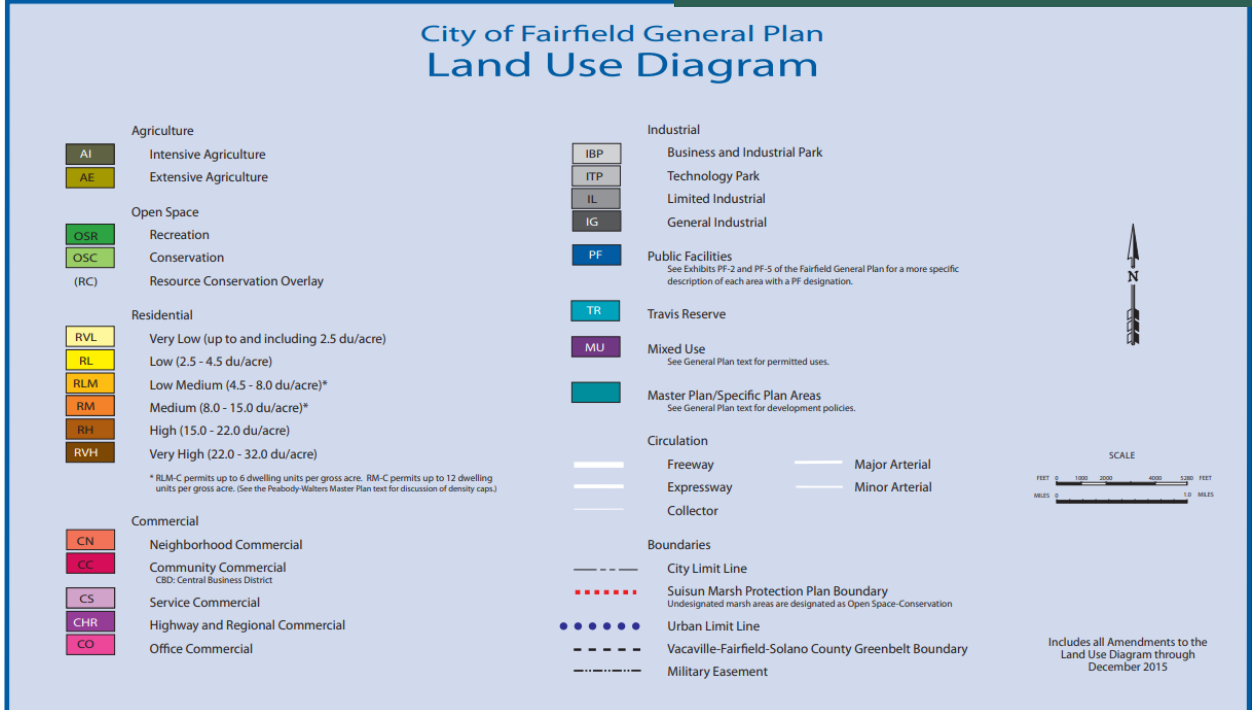 City of Fairfield General Plan
Land Use Diagram
Agriculture
AI Intensive Agriculture
AE Extensive Agriculture
Open Space
OSR Recreation
OSC Conservation
(RC) Resource Conservation Overlay
Residential
RVL Very Low (up to and including 2.5 du/acre)
RL Low (2.5 - 4.5 du/acre)
RLM Low Medium (4.5 - 8.0 du/acre)*
RM Medium (8.0 - 15.0 du/acre)*
RH High (15.0 - 22.0 du/acre)
RVH Very High (22.0 - 32.0 du/acre)
* RLM-C permits up to 6 dwelling units per gross acre. RM-C permits up to 12 dwelling
units per gross acre. (See the Peabody-Walters Master Plan text for discussion of density caps.)
Commercial
CN Neighborhood Commercial
CC Community Commercial
CBD: Central Business District
CS Service Commercial
CHR Highway and Regional Commercial
CO Office Commercial
Industrial
IBP Business and Industrial Park
ITP Technology Park
IL Limited Industrial
IG General Industrial
PF Public Facilities
See Exhibits PF-2 and PF-5 of the Fairfield General Plan for a more specific
description of each area with a PF designation.
TR Travis Reserve
MU Mixed Use
See General Plan text for permitted uses.
Master Plan/Specific Plan Areas
See General Plan text for development policies.
Circulation
Freeway Major Arterial
Expressway Minor Arterial
Collector
Boundaries
City Limit Line
Suisun Marsh Protection Plan Boundary
Undesignated marsh areas are designated as Open Space-Conservation
Urban Limit Line
Vacaville-Fairfield-Solano County Greenbelt Boundary
Military Easement
N
SCALE
FEET 0 1000 2000 4000 5280 FEET
MILES 0 1.0 MILES
Includes all Amendments to the
Land Use Diagram through
December 2015